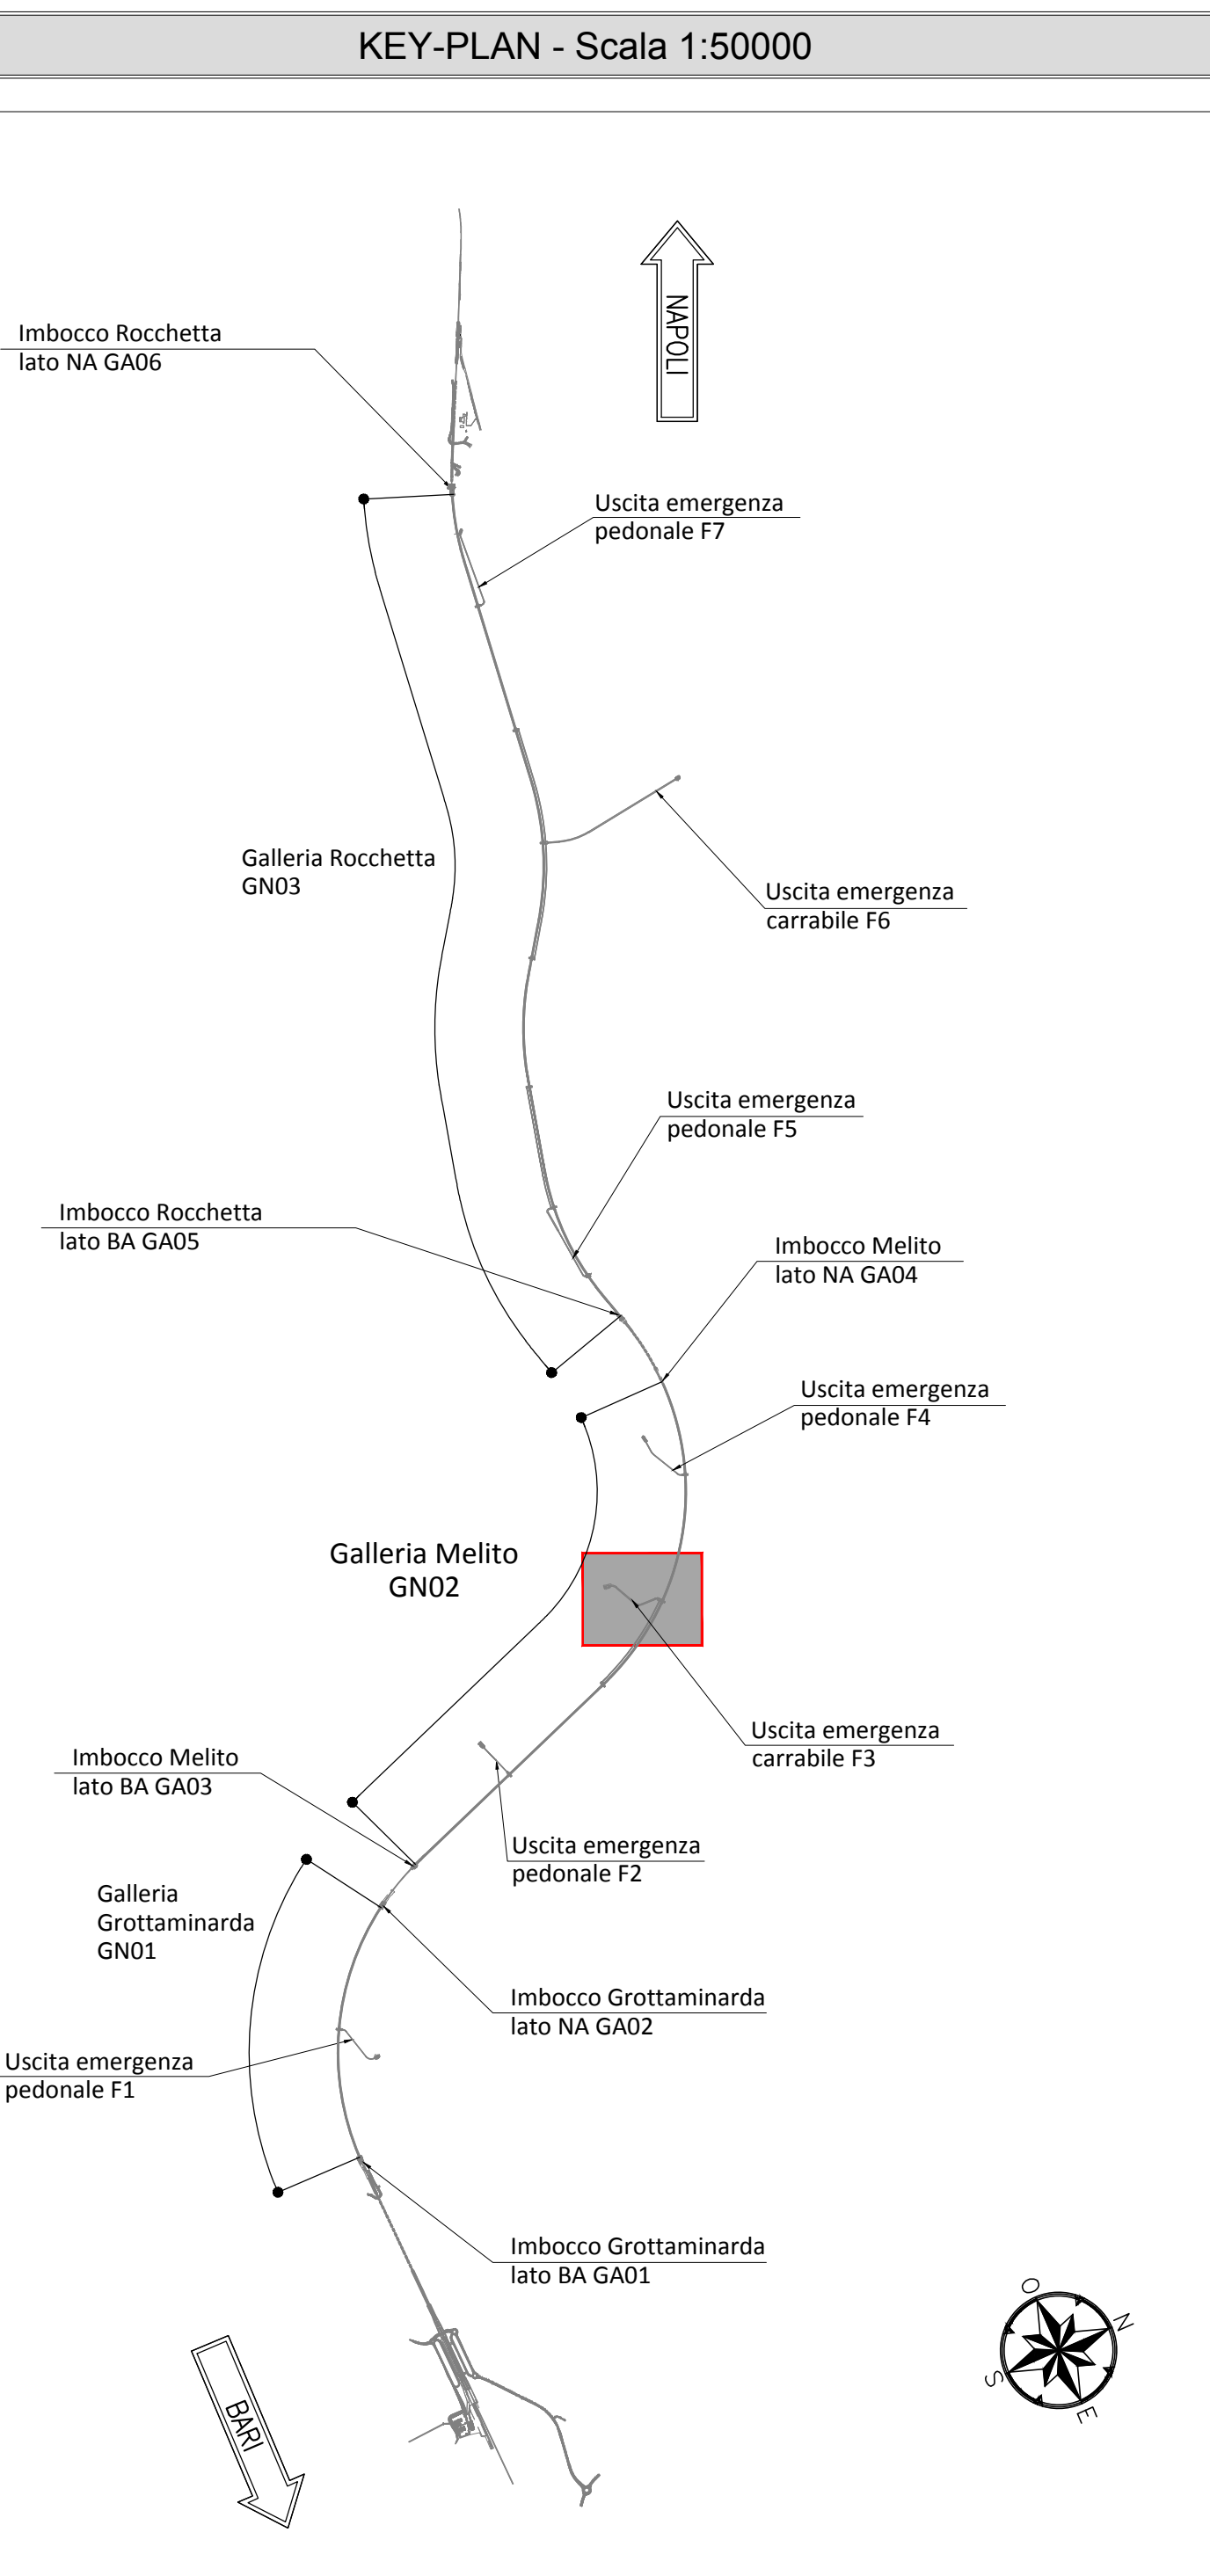 KEY-PLAN - Scala 1:50000
NAPOLI
Imbocco Rocchetta
lato NA GA06
Uscita emergenza
pedonale F7
Galleria Rocchetta
GN03
Uscita emergenza
carrabile F6
Uscita emergenza
pedonale F5
Imbocco Rocchetta
lato BA GA05
Imbocco Melito
lato NA GA04
Uscita emergenza
pedonale F4
Galleria Melito
GN02
Uscita emergenza
carrabile F3
Imbocco Melito
lato BA GA03
Uscita emergenza
pedonale F2
Galleria
Grottaminarda
GN01
Imbocco Grottaminarda
lato NA GA02
Uscita emergenza
pedonale F1
Imbocco Grottaminarda
lato BA GA01
BARI
O
N
S
E